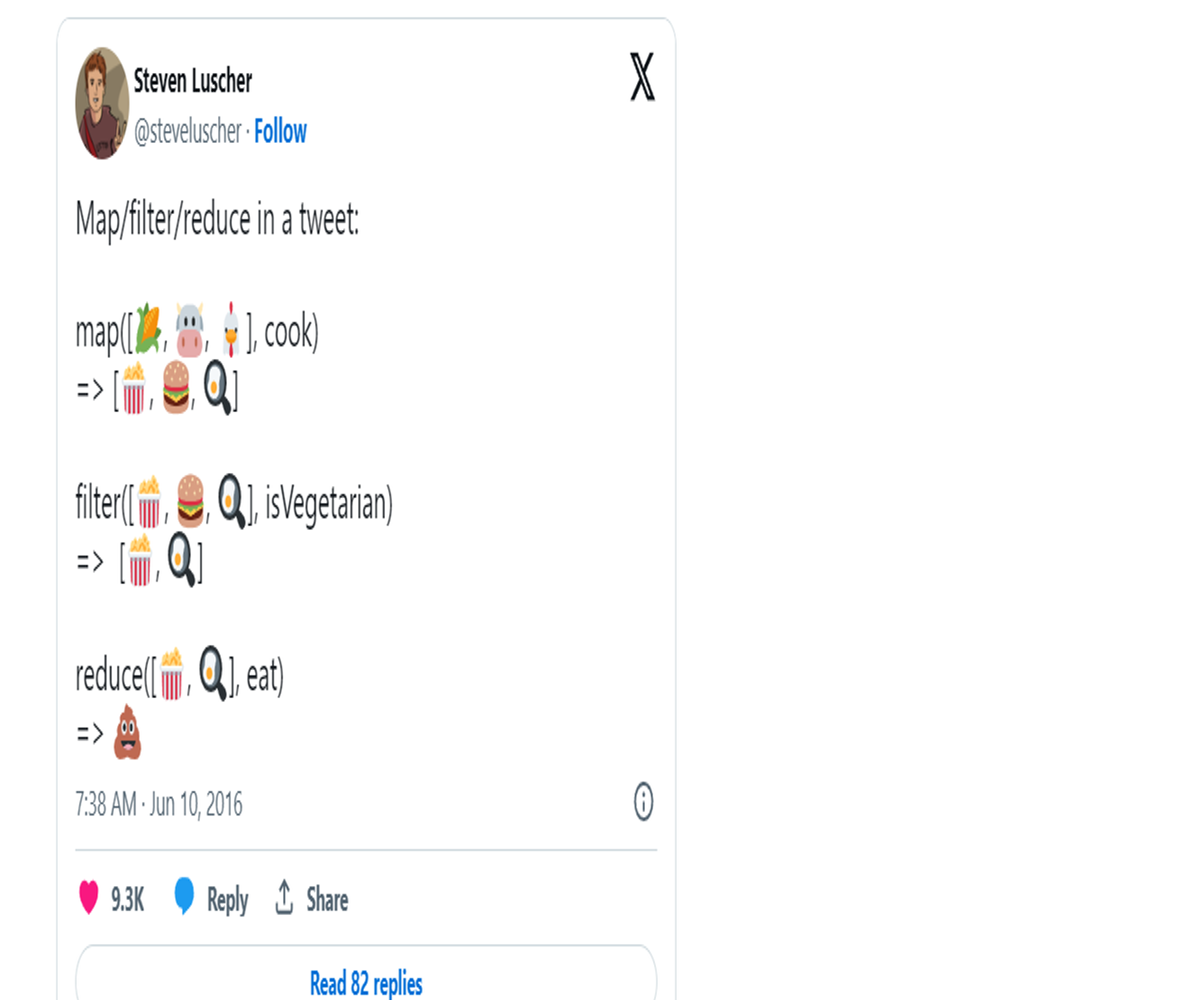 Steven Luscher
@steveluscher · Follow
Map/filter/reduce in a tweet:
map([🌽, 🐮, 🐔], cook)
=> [🍿, 🍔, 🍳]
filter([🍿, 🍔, 🍳], isVegetarian)
=> [🍿, 🍳]
reduce([🍿, 🍳], eat)
=> 💩
7:38 AM · Jun 10, 2016
9.3K Reply Share
Read 82 replies